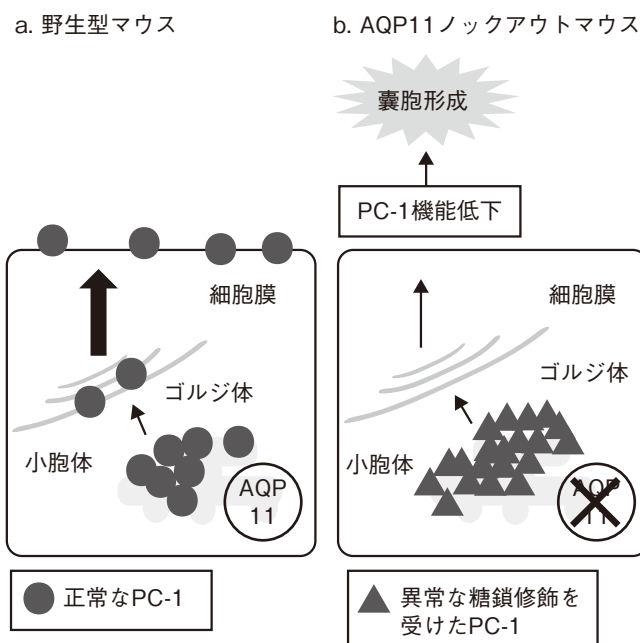 a. 野生型マウス
細胞膜
ゴルジ体
小胞体
AQP
11
正常なPC-1
b. AQP11ノックアウトマウス
嚢胞形成
PC-1機能低下
細胞膜
ゴルジ体
小胞体
AQP
11
異常な糖鎖修飾を
受けたPC-1